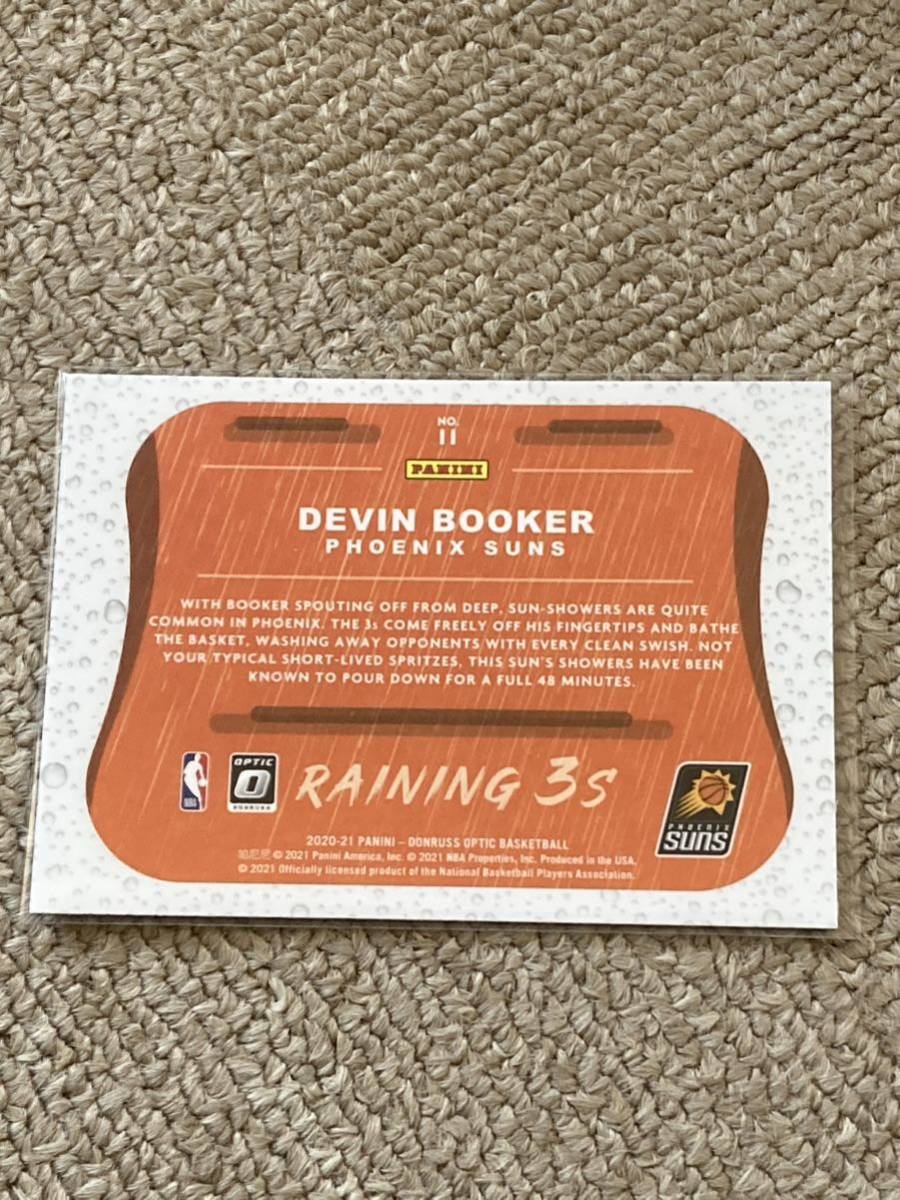 NO.
11
PANINI
DEVIN BOOKER
PHOENIX SUNS
WITH BOOKER SPOUTING OFF FROM DEEP, SUN-SHOWERS ARE QUITE
COMMON IN PHOENIX. THE 3s COME FREELY OFF HIS FINGERTIPS AND BATHE
THE BASKET, WASHING AWAY OPPONENTS WITH EVERY CLEAN SWISH. NOT
YOUR TYPICAL SHORT-LIVED SPRITZES, THIS SUN'S SHOWERS HAVE BEEN
KNOWN TO POUR DOWN FOR A FULL 48 MINUTES.
NBA
OPTIC
DONRUSS
RAINING 3s
PHOENIX
SUNS
2020-21 PANINI – DONRUSS OPTIC BASKETBALL
© 2021 Panini America, Inc. © 2021 NBA Properties, Inc. Produced in the USA.
© 2021 Officially licensed product of the National Basketball Players Association.